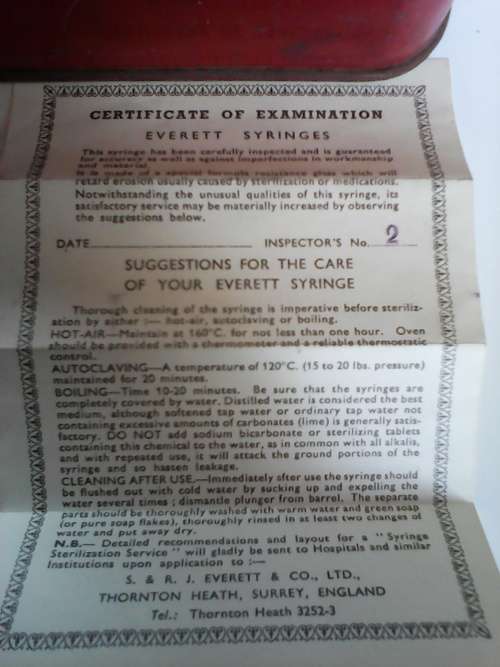 CERTIFICATE OF EXAMINATION
EVERETT SYRINGES
This syringe has been carefully inspected and is guaranteed
for accuracy as well as against imperfections in workmanship
and material.
It is made of a special formula resistance glass which will
retard erosion usually caused by sterilization or medications.
Notwithstanding the unusual qualities of this syringe, its
satisfactory service may be materially increased by observing
the suggestions below.
DATE INSPECTOR'S No. 2
SUGGESTIONS FOR THE CARE
OF YOUR EVERETT SYRINGE
Thorough cleaning of the syringe is imperative before steriliz-
ation by either :— hot-air, autoclaving or boiling.
HOT-AIR—Maintain at 160°C. for not less than one hour. Oven
should be provided with a thermometer and a reliable thermostatic
control.
AUTOCLAVING—A temperature of 120°C. (15 to 20 lbs. pressure)
maintained for 20 minutes.
BOILING—Time 10-20 minutes. Be sure that the syringes are
completely covered by water. Distilled water is considered the best
medium, although softened tap water or ordinary tap water not
containing excessive amounts of carbonates (lime) is generally satis-
factory. DO NOT add sodium bicarbonate or sterilizing tablets
containing this chemical to the water, as in common with all alkalis,
and with repeated use, it will attack the ground portions of the
syringe and so hasten leakage.
CLEANING AFTER USE.—Immediately after use the syringe should
be flushed out with cold water by sucking up and expelling the
water several times ; dismantle plunger from barrel. The separate
parts should be thoroughly washed with warm water and green soap
(or pure soap flakes), thoroughly rinsed in at least two changes of
water and put away dry.
N.B.— Detailed recommendations and layout for a " Syringe
Sterilization Service " will gladly be sent to Hospitals and similar
Institutions upon application to :—
S. & R. J. EVERETT & CO., LTD.,
THORNTON HEATH, SURREY, ENGLAND
Tel.: Thornton Heath 3252-3